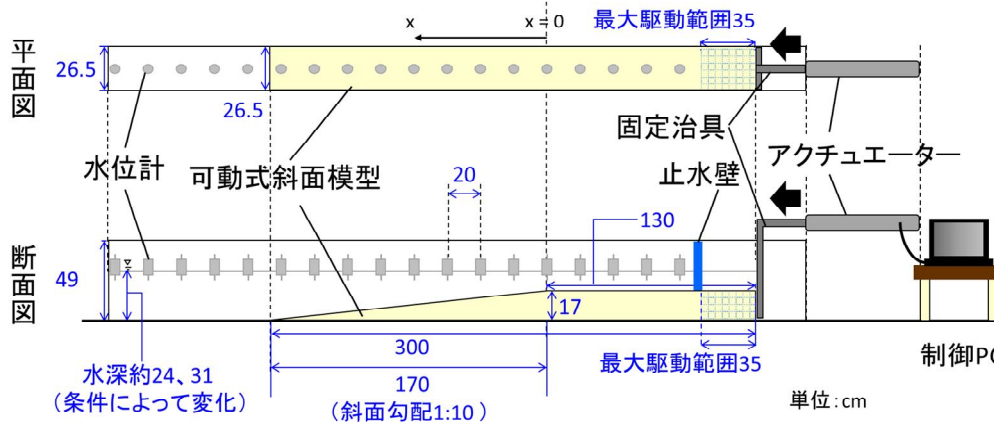 x
x = 0
最大駆動範囲35
平面図
26.5
26.5
固定治具
アクチュエーター
水位計
可動式斜面模型
20
止水壁
130
断面図
49
17
300
最大駆動範囲35
制御PC
水深約24、31
(条件によって変化)
170
(斜面勾配1:10 )
単位:cm